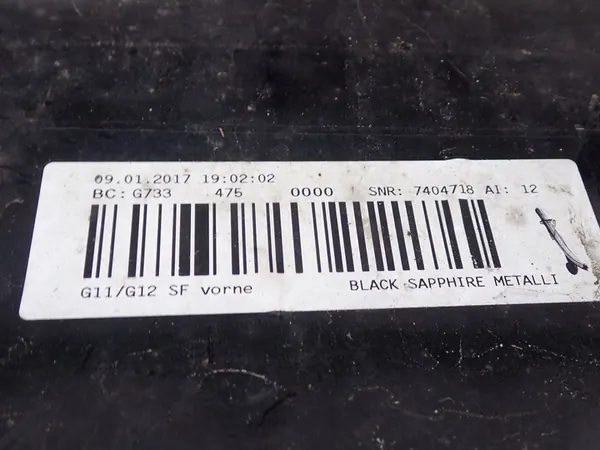 09.01.2017 19:02:02
BC: G733 475 0000 SNR: 7404718 AI: 12
G11/G12 SF vorne BLACK SAPPHIRE METALLI